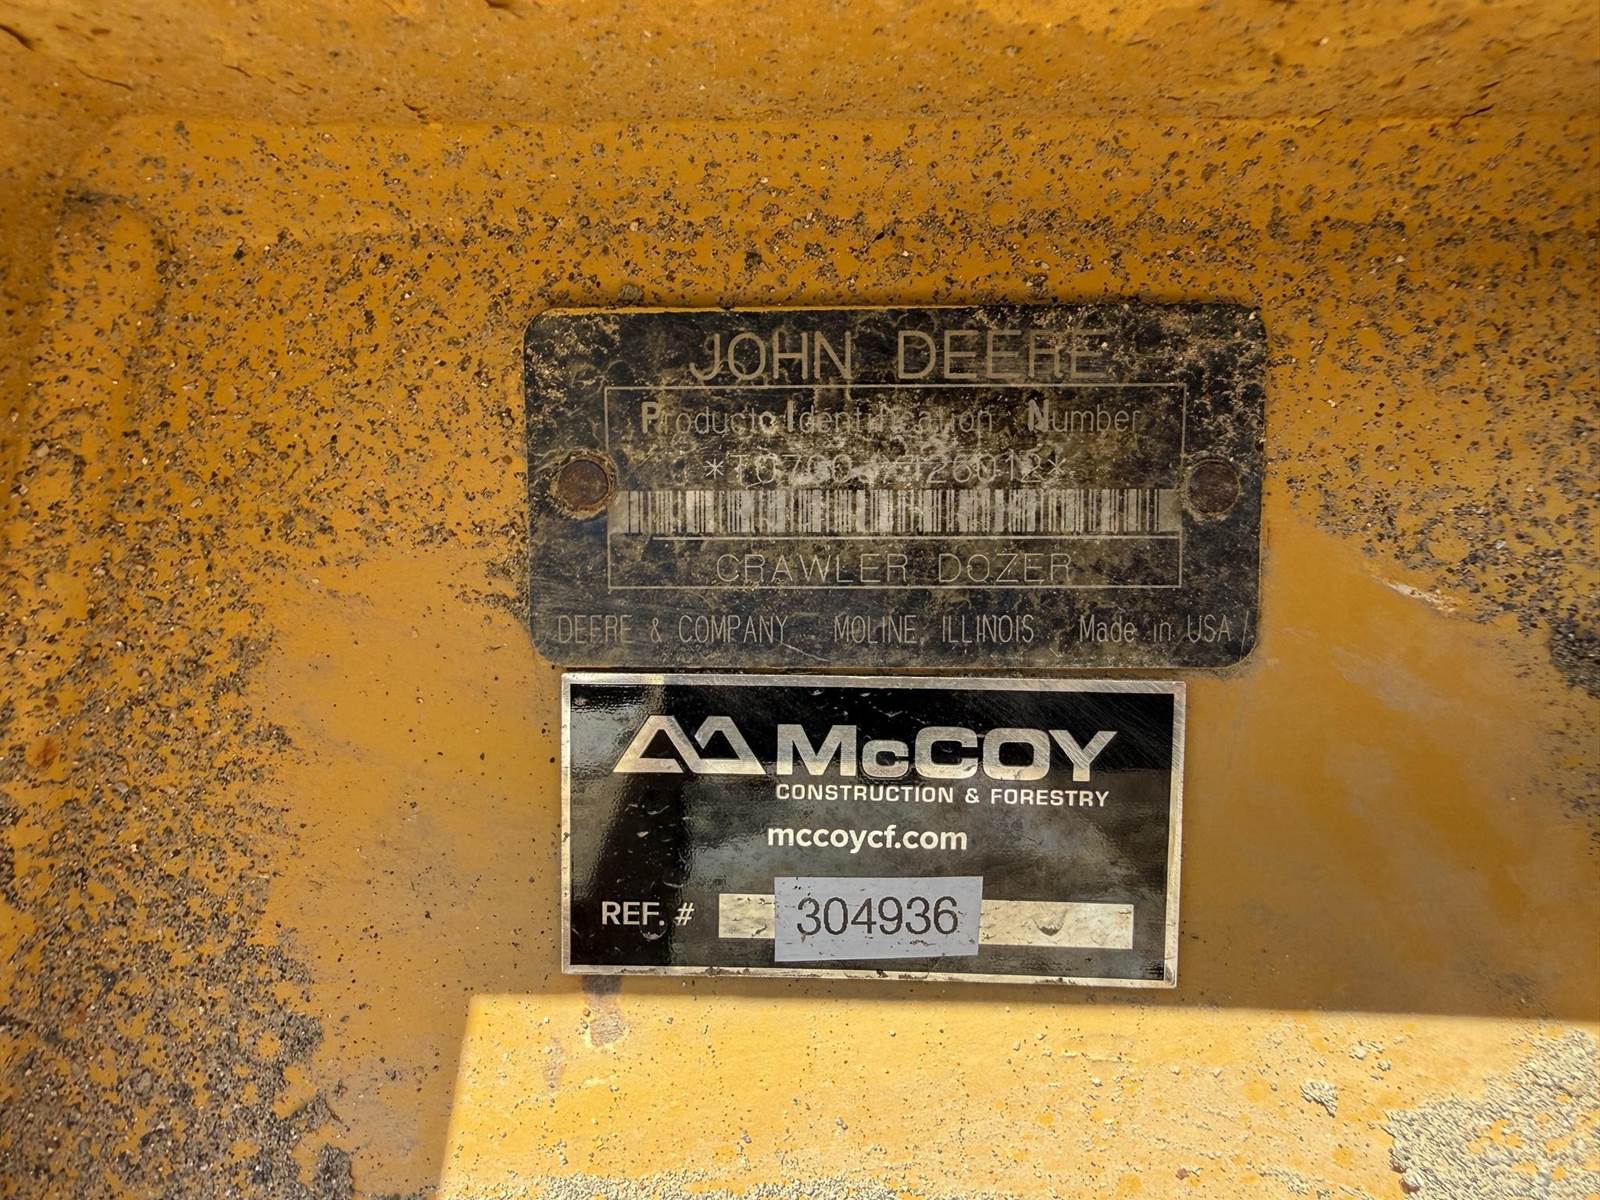 JOHN DEERE
Product Identification Number
CRAWLER DOZER
DEERE & COMPANY MOLINE, ILLINOIS Made in USA
McCOY
CONSTRUCTION & FORESTRY
mccoycf.com
REF. # 304936